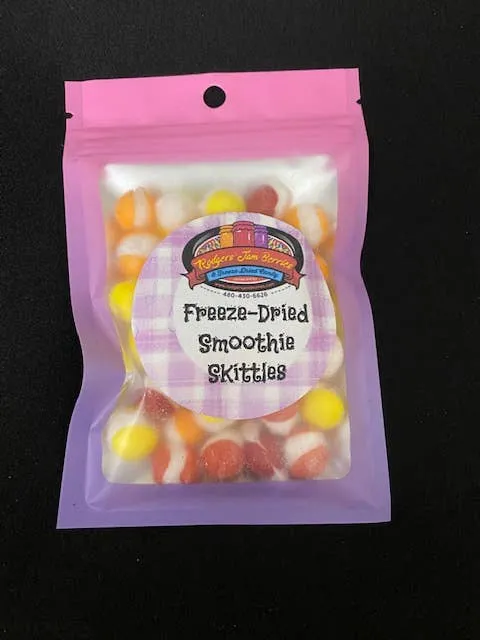 Rodgers Jam Berries
& Freeze Dried Candy
480-430-6626
Freeze-Dried
Smoothie
Skittles